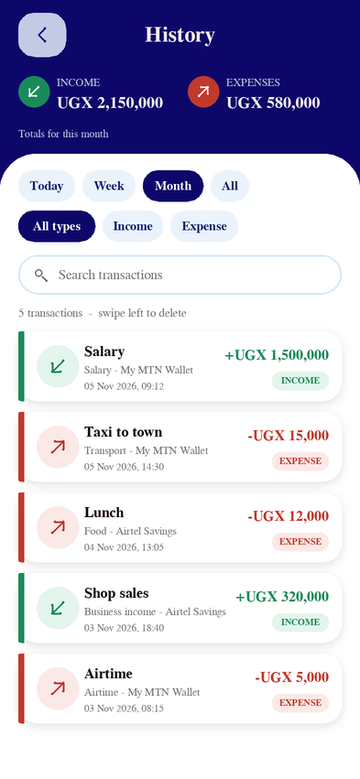 History
INCOME
UGX 2,150,000
EXPENSES
UGX 580,000
Totals for this month
Today Week Month All
All types Income Expense
Search transactions
5 transactions - swipe left to delete
Salary
+UGX 1,500,000
Salary - My MTN Wallet
05 Nov 2026, 09:12
INCOME
Taxi to town
-UGX 15,000
Transport - My MTN Wallet
05 Nov 2026, 14:30
EXPENSE
Lunch
-UGX 12,000
Food - Airtel Savings
04 Nov 2026, 13:05
EXPENSE
Shop sales
+UGX 320,000
Business income - Airtel Savings
03 Nov 2026, 18:40
INCOME
Airtime
-UGX 5,000
Airtime - My MTN Wallet
03 Nov 2026, 08:15
EXPENSE